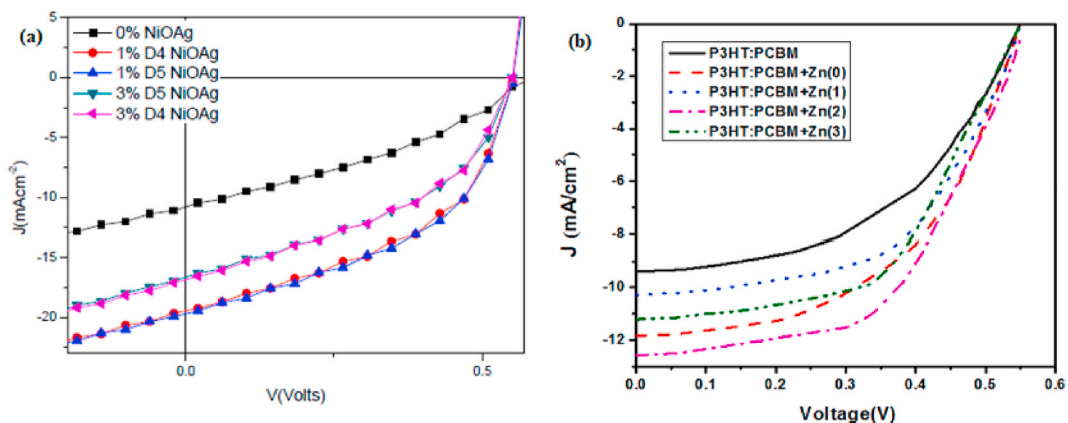 (a)
5
0
-5
-10
-15
-20
J(mAcm-2)
0% NiOAg
1% D4 NiOAg
1% D5 NiOAg
3% D5 NiOAg
3% D4 NiOAg
0.0
0.5
V(Volts)
(b)
0
-2
-4
-6
-8
-10
-12
J (mA/cm2)
P3HT:PCBM
P3HT:PCBM+Zn(0)
P3HT:PCBM+Zn(1)
P3HT:PCBM+Zn(2)
P3HT:PCBM+Zn(3)
0.0 0.1 0.2 0.3 0.4 0.5 0.6
Voltage(V)